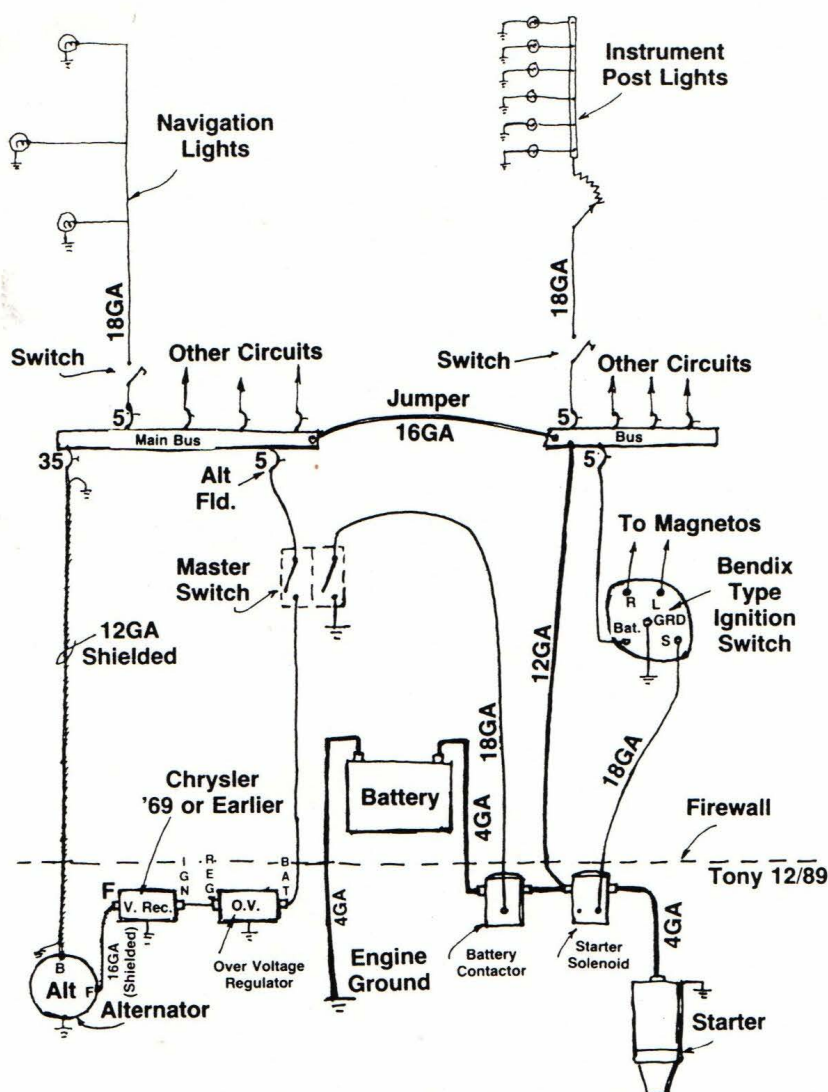 Navigation
Lights
Instrument
Post Lights
18GA
18GA
Switch
Other Circuits
Switch
Other Circuits
Jumper
16GA
5
Main Bus
5
Bus
35
5
Alt
Fld.
5
To Magnetos
Master
Switch
Bendix
Type
Ignition
Switch
R
L
GRD
Bat.
S
12GA
Shielded
12GA
18GA
18GA
Battery
4GA
Chrysler
'69 or Earlier
Firewall
Tony 12/89
IGN
REG
BAT
F
V. Rec.
O.V.
4GA
4GA
16GA
(Shielded)
Over Voltage
Regulator
Engine
Ground
Battery
Contactor
Starter
Solenoid
B
Alt
F
Alternator
Starter